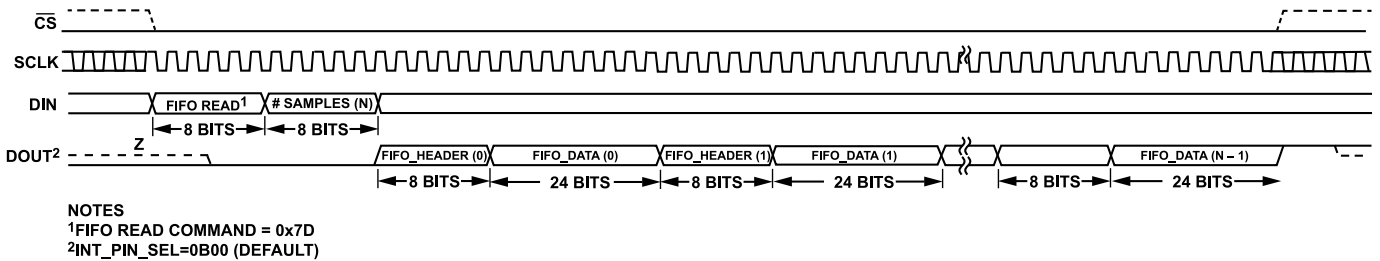 CS
SCLK
DIN
FIFO READ1 # SAMPLES (N)
8 BITS 8 BITS
DOUT2
Z
FIFO_HEADER (0) FIFO_DATA (0) FIFO_HEADER (1) FIFO_DATA (1) FIFO_DATA (N – 1)
8 BITS 24 BITS 8 BITS 24 BITS 8 BITS 24 BITS
NOTES
1FIFO READ COMMAND = 0x7D
2INT_PIN_SEL=0B00 (DEFAULT)